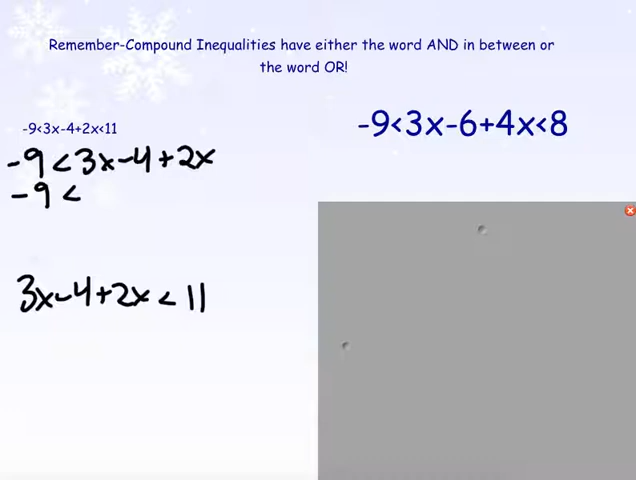 Remember-Compound Inequalities have either the word AND in between or
the word OR!
-9<3x-4+2x<11
-9<3x-4+2x
-9<
3x-4+2x<11
-9<3x-6+4x<8